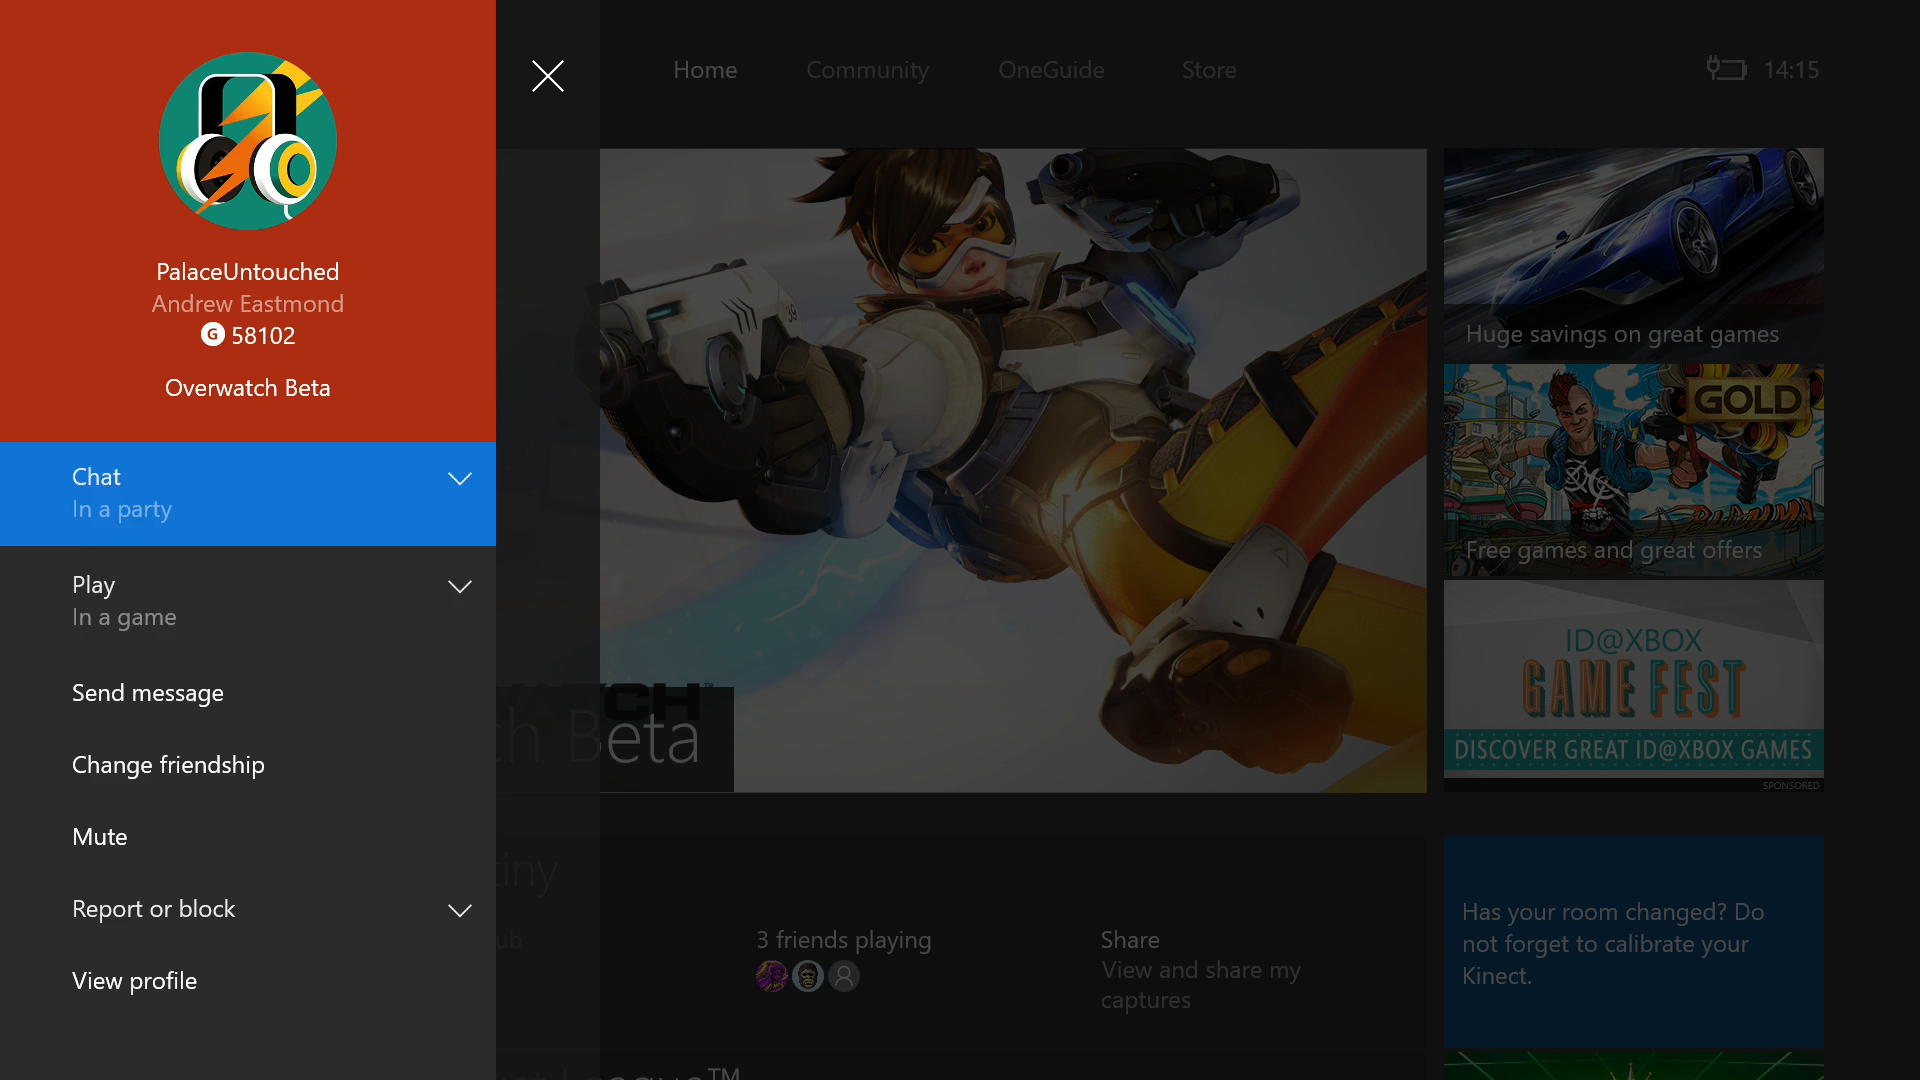 PalaceUntouched
Andrew Eastmond
G 58102
Overwatch Beta
Chat
In a party
Play
In a game
Send message
Change friendship
Mute
Report or block
View profile
Home
Community
OneGuide
Store
14:15
39
Beta
3 friends playing
Share
View and share my
captures
Huge savings on great games
GOLD
Free games and great offers
ID@XBOX
GAME FEST
DISCOVER GREAT ID@XBOX GAMES
SPONSORED
Has your room changed? Do
not forget to calibrate your
Kinect.